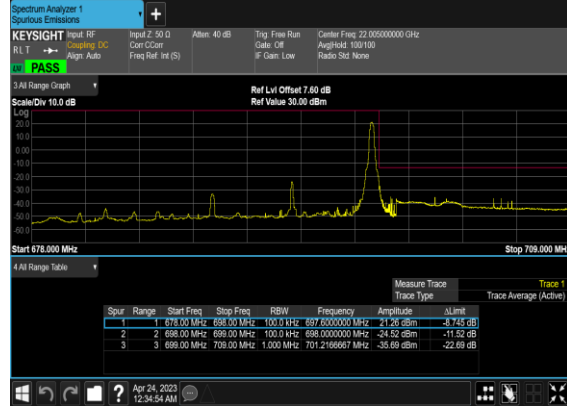 Spectrum Analyzer 1
Spurious Emissions
+
KEYSIGHT Input: RF Input Z: 50 Ω Atten: 40 dB Trig: Free Run Center Freq: 22.005000000 GHz
RLT Coupling: DC Corr CCorr Gate: Off Avg|Hold: 100/100
Align: Auto Freq Ref: Int (S) IF Gain: Low Radio Std: None
LW PASS
3 All Range Graph
Ref Lvl Offset 7.60 dB
Scale/Div 10.0 dB Ref Value 30.00 dBm
Log
20.0
10.0
0.00
-10.0
-20.0
-30.0
-40.0
-50.0
-60.0
Start 678.000 MHz Stop 709.000 MH
4 All Range Table
Measure Trace Trace 1
Trace Type Trace Average (Active)
Spur Range Start Freq Stop Freq RBW Frequency Amplitude ΔLimit
1 1 678.00 MHz 698.00 MHz 100.0 kHz 697.6000000 MHz 21.26 dBm -8.745 dB
2 2 698.00 MHz 699.00 MHz 100.0 kHz 698.0000000 MHz -24.52 dBm -11.52 dB
3 3 699.00 MHz 709.00 MHz 1.000 MHz 701.2166667 MHz -35.69 dBm -22.69 dB
? Apr 24, 2023
12:34:54 AM